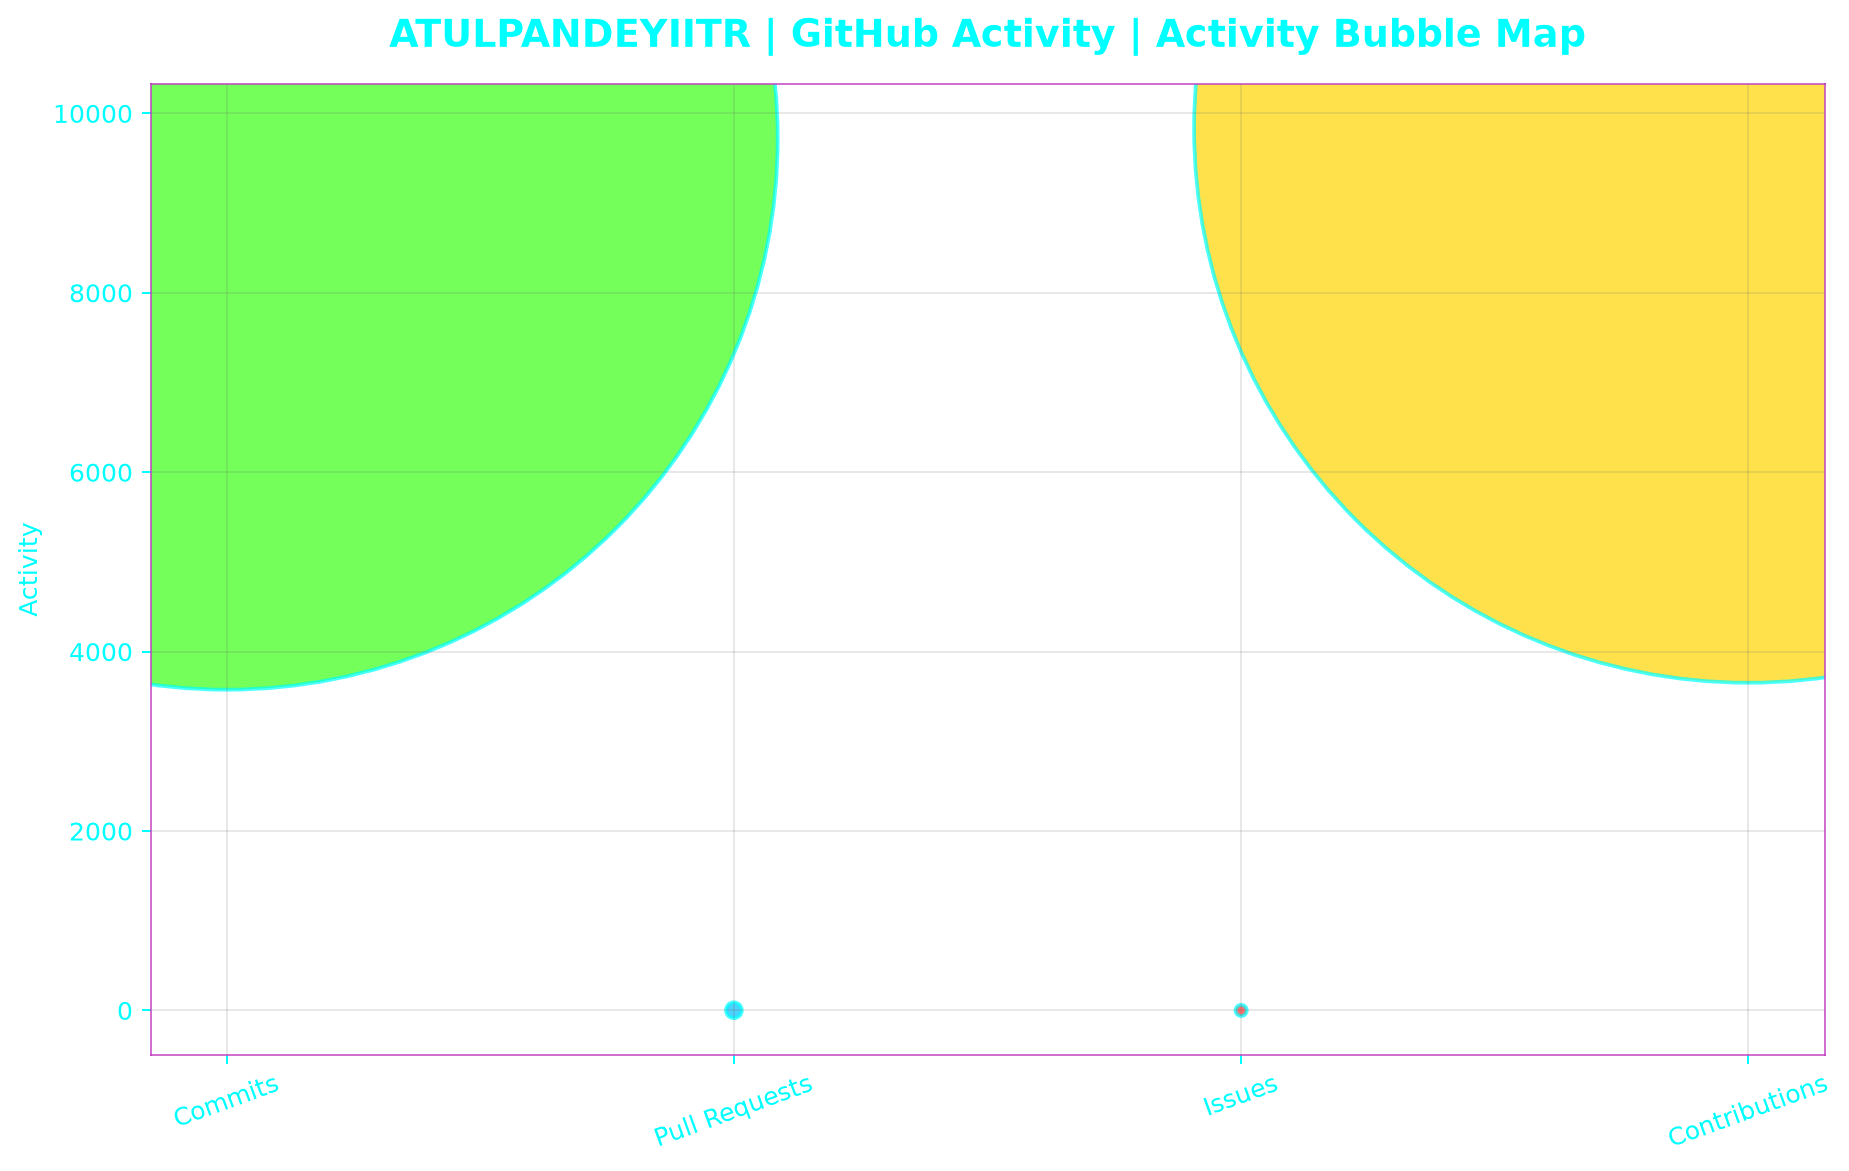 ATULPANDEYIITR | GitHub Activity | Activity Bubble Map
10000
8000
6000
4000
2000
0
Activity
Commits
Pull Requests
Issues
Contributions